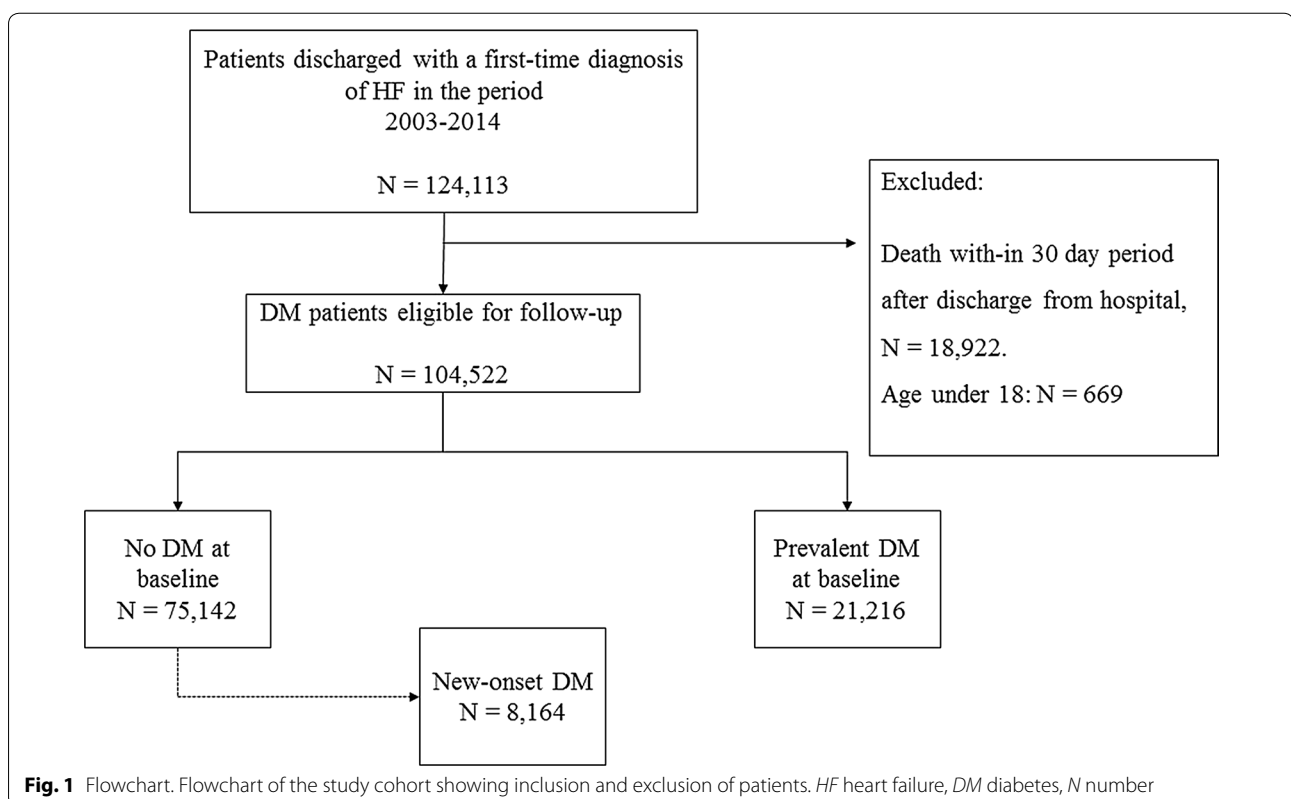 Patients discharged with a first-time diagnosis
of HF in the period
2003-2014
N = 124,113
Excluded:
Death with-in 30 day period
after discharge from hospital,
N = 18,922.
Age under 18: N = 669
DM patients eligible for follow-up
N = 104,522
No DM at
baseline
N = 75,142
Prevalent DM
at baseline
N = 21,216
New-onset DM
N = 8,164
Fig. 1 Flowchart. Flowchart of the study cohort showing inclusion and exclusion of patients. HF heart failure, DM diabetes, N number